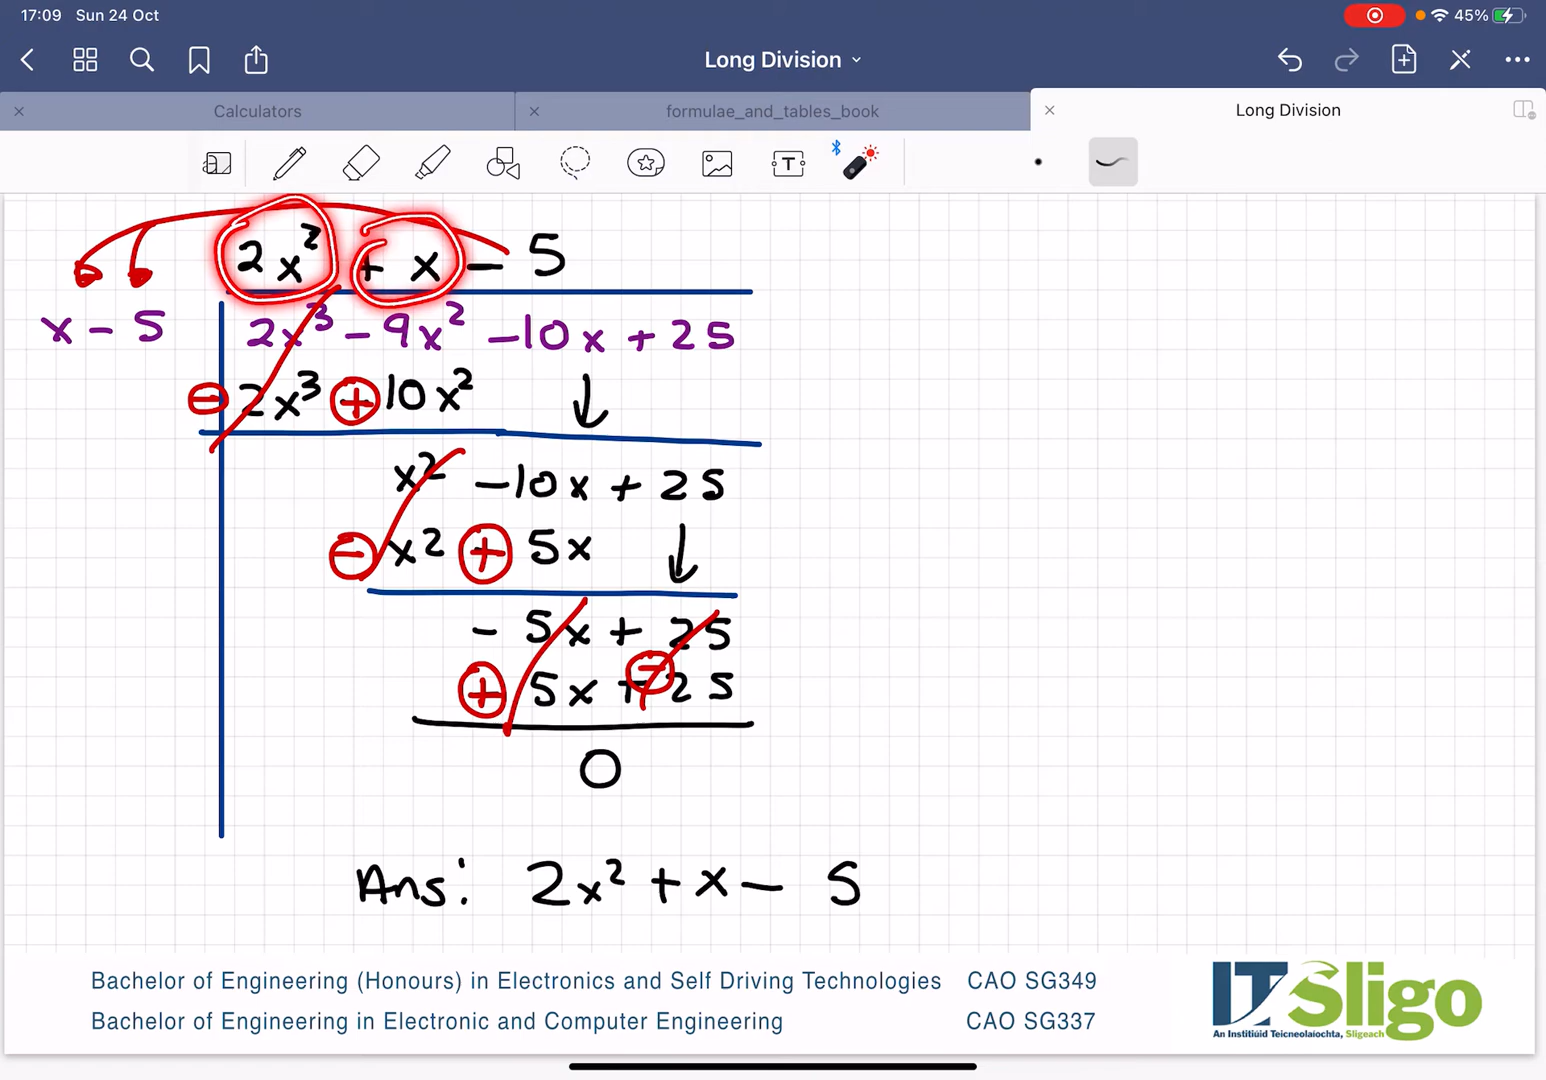 17:09 Sun 24 Oct 45%
Long Division
Calculators formulae_and_tables_book Long Division
T
2x² + x - 5
x - 5 2x³ - 9x² - 10x + 25
⊖ 2x³ ⊕ 10x²
x² - 10x + 25
⊖ x² ⊕ 5x
- 5x + 25
⊕ 5x ⊖ 25
0
Ans: 2x² + x - 5
Bachelor of Engineering (Honours) in Electronics and Self Driving Technologies CAO SG349
Bachelor of Engineering in Electronic and Computer Engineering CAO SG337
IT Sligo
An Institiúid Teicneolaíochta, Sligeach